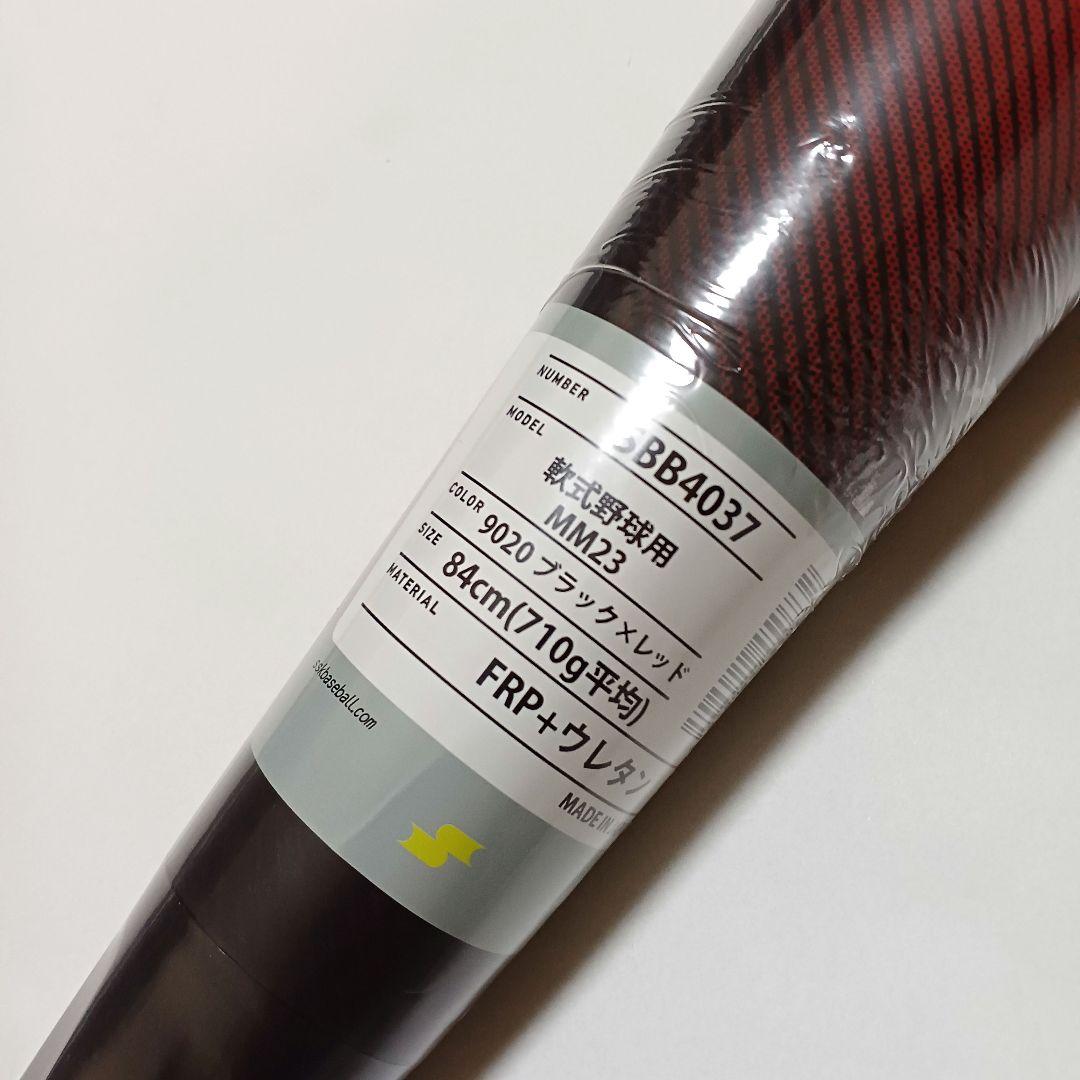 NUMBER
SBB4037
MODEL
軟式野球用
MM23
COLOR
9020 ブラック×レッド
SIZE
84cm(710g平均)
MATERIAL
FRP+ウレタン
MADE IN
sskbaseball.com